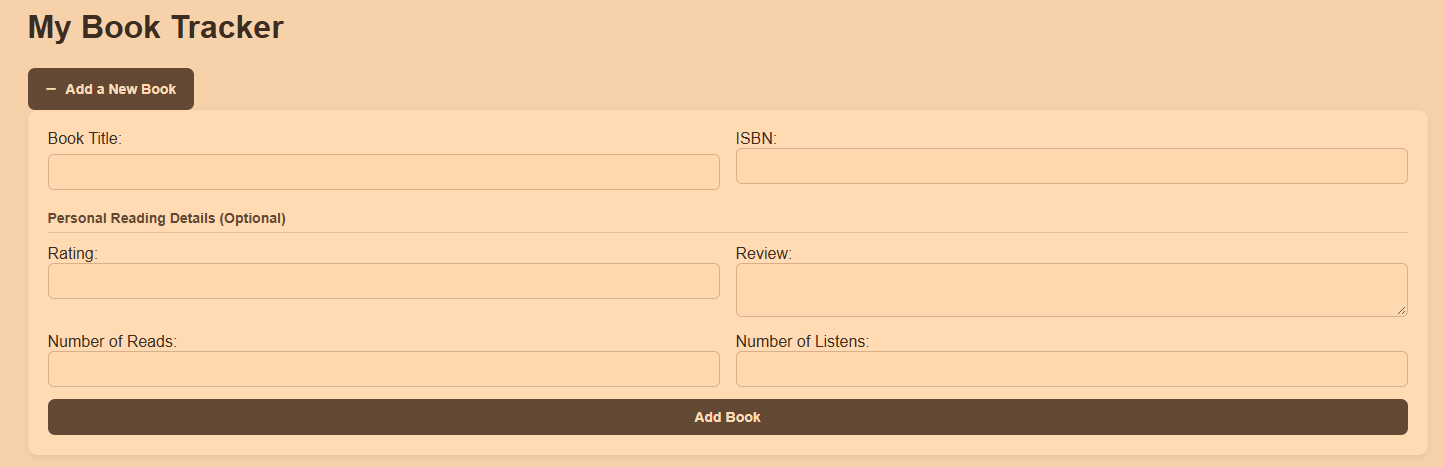 My Book Tracker
− Add a New Book
Book Title:
ISBN:
Personal Reading Details (Optional)
Rating:
Review:
Number of Reads:
Number of Listens:
Add Book